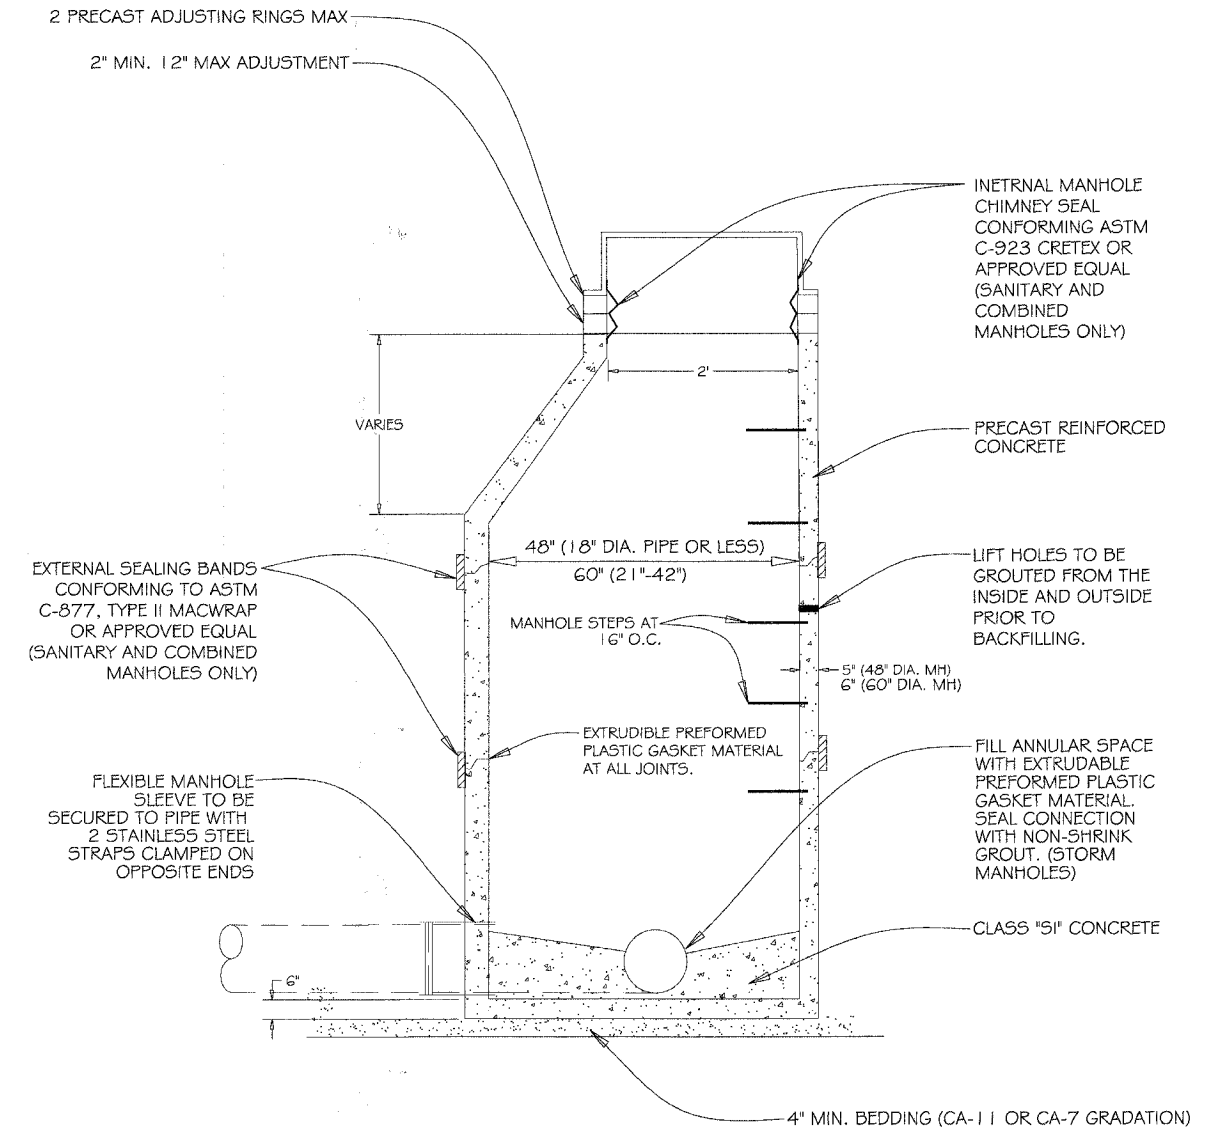 2 PRECAST ADJUSTING RINGS MAX
2" MIN. 12" MAX ADJUSTMENT
INETRNAL MANHOLE
CHIMNEY SEAL
CONFORMING ASTM
C-923 CRETEX OR
APPROVED EQUAL
(SANITARY AND
COMBINED
MANHOLES ONLY)
2'
VARIES
PRECAST REINFORCED
CONCRETE
48" (18" DIA. PIPE OR LESS)
60" (21"-42")
EXTERNAL SEALING BANDS
CONFORMING TO ASTM
C-877, TYPE II MACWRAP
OR APPROVED EQUAL
(SANITARY AND COMBINED
MANHOLES ONLY)
LIFT HOLES TO BE
GROUTED FROM THE
INSIDE AND OUTSIDE
PRIOR TO
BACKFILLING.
MANHOLE STEPS AT
16" O.C.
5" (48" DIA. MH)
6" (60" DIA. MH)
EXTRUDIBLE PREFORMED
PLASTIC GASKET MATERIAL
AT ALL JOINTS.
FLEXIBLE MANHOLE
SLEEVE TO BE
SECURED TO PIPE WITH
2 STAINLESS STEEL
STRAPS CLAMPED ON
OPPOSITE ENDS
FILL ANNULAR SPACE
WITH EXTRUDABLE
PREFORMED PLASTIC
GASKET MATERIAL.
SEAL CONNECTION
WITH NON-SHRINK
GROUT. (STORM
MANHOLES)
CLASS "SI" CONCRETE
6"
4" MIN. BEDDING (CA-11 OR CA-7 GRADATION)